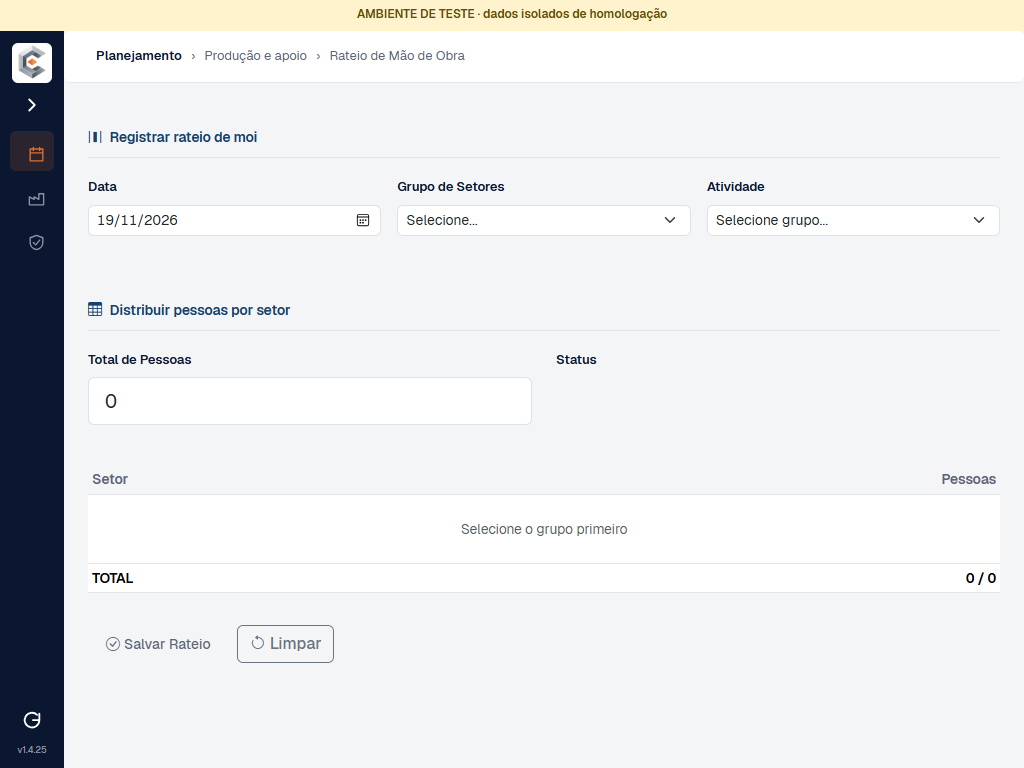 AMBIENTE DE TESTE · dados isolados de homologação
Planejamento › Produção e apoio › Rateio de Mão de Obra
Registrar rateio de moi
Data
Grupo de Setores
Atividade
19/11/2026
Selecione...
Selecione grupo...
Distribuir pessoas por setor
Total de Pessoas
Status
0
Setor
Pessoas
Selecione o grupo primeiro
TOTAL
0 / 0
Salvar Rateio
Limpar
v1.4.25